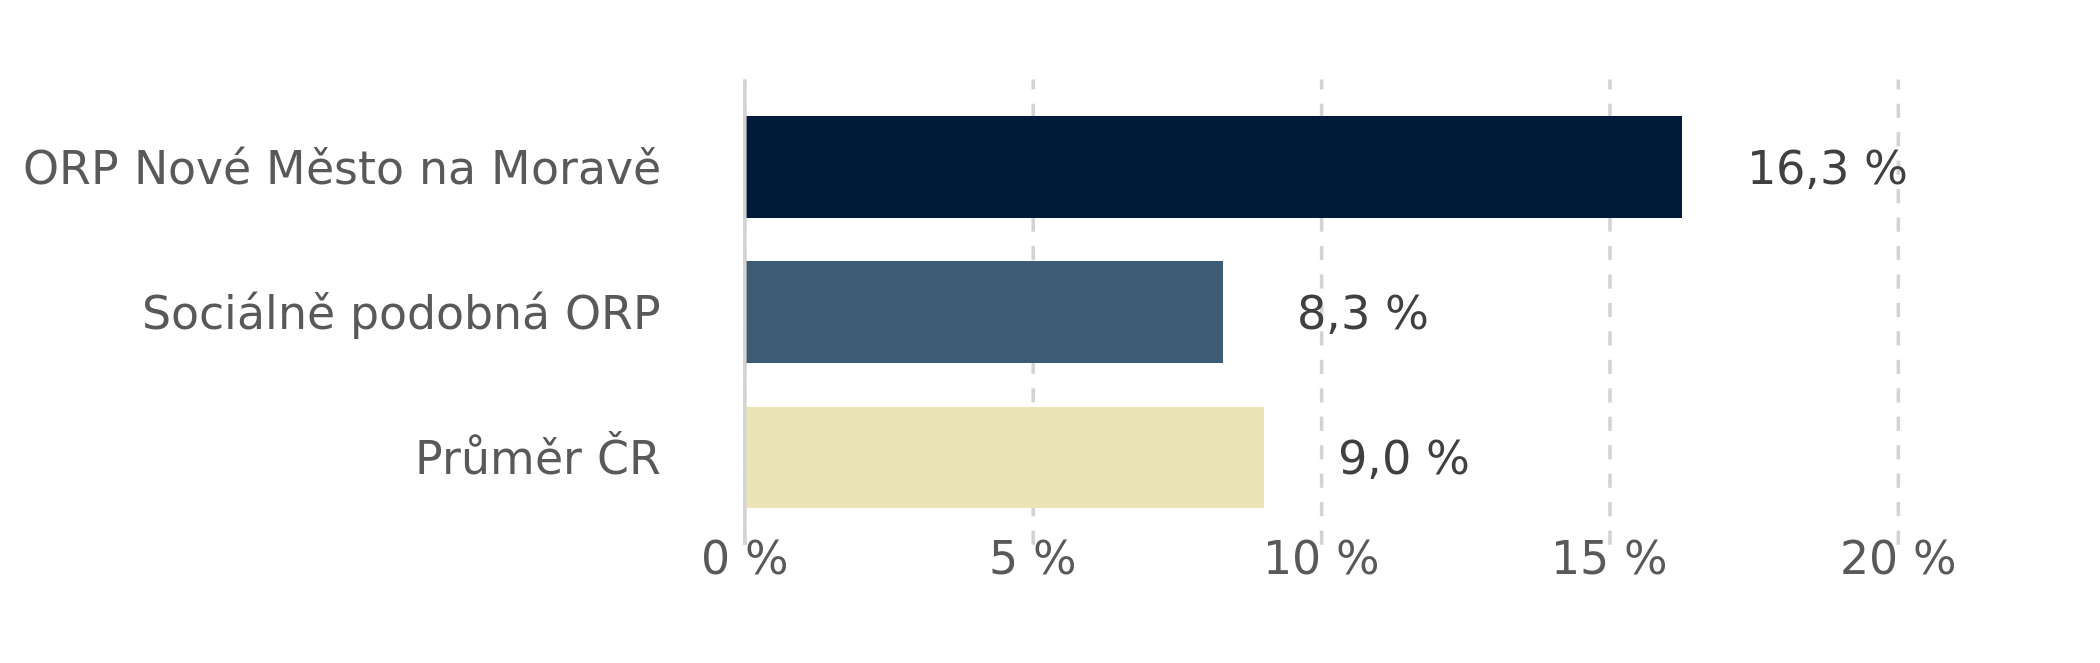 ORP Nové Město na Moravě
16,3 %
Sociálně podobná ORP
8,3 %
Průměr ČR
9,0 %
0 %
5 %
10 %
15 %
20 %